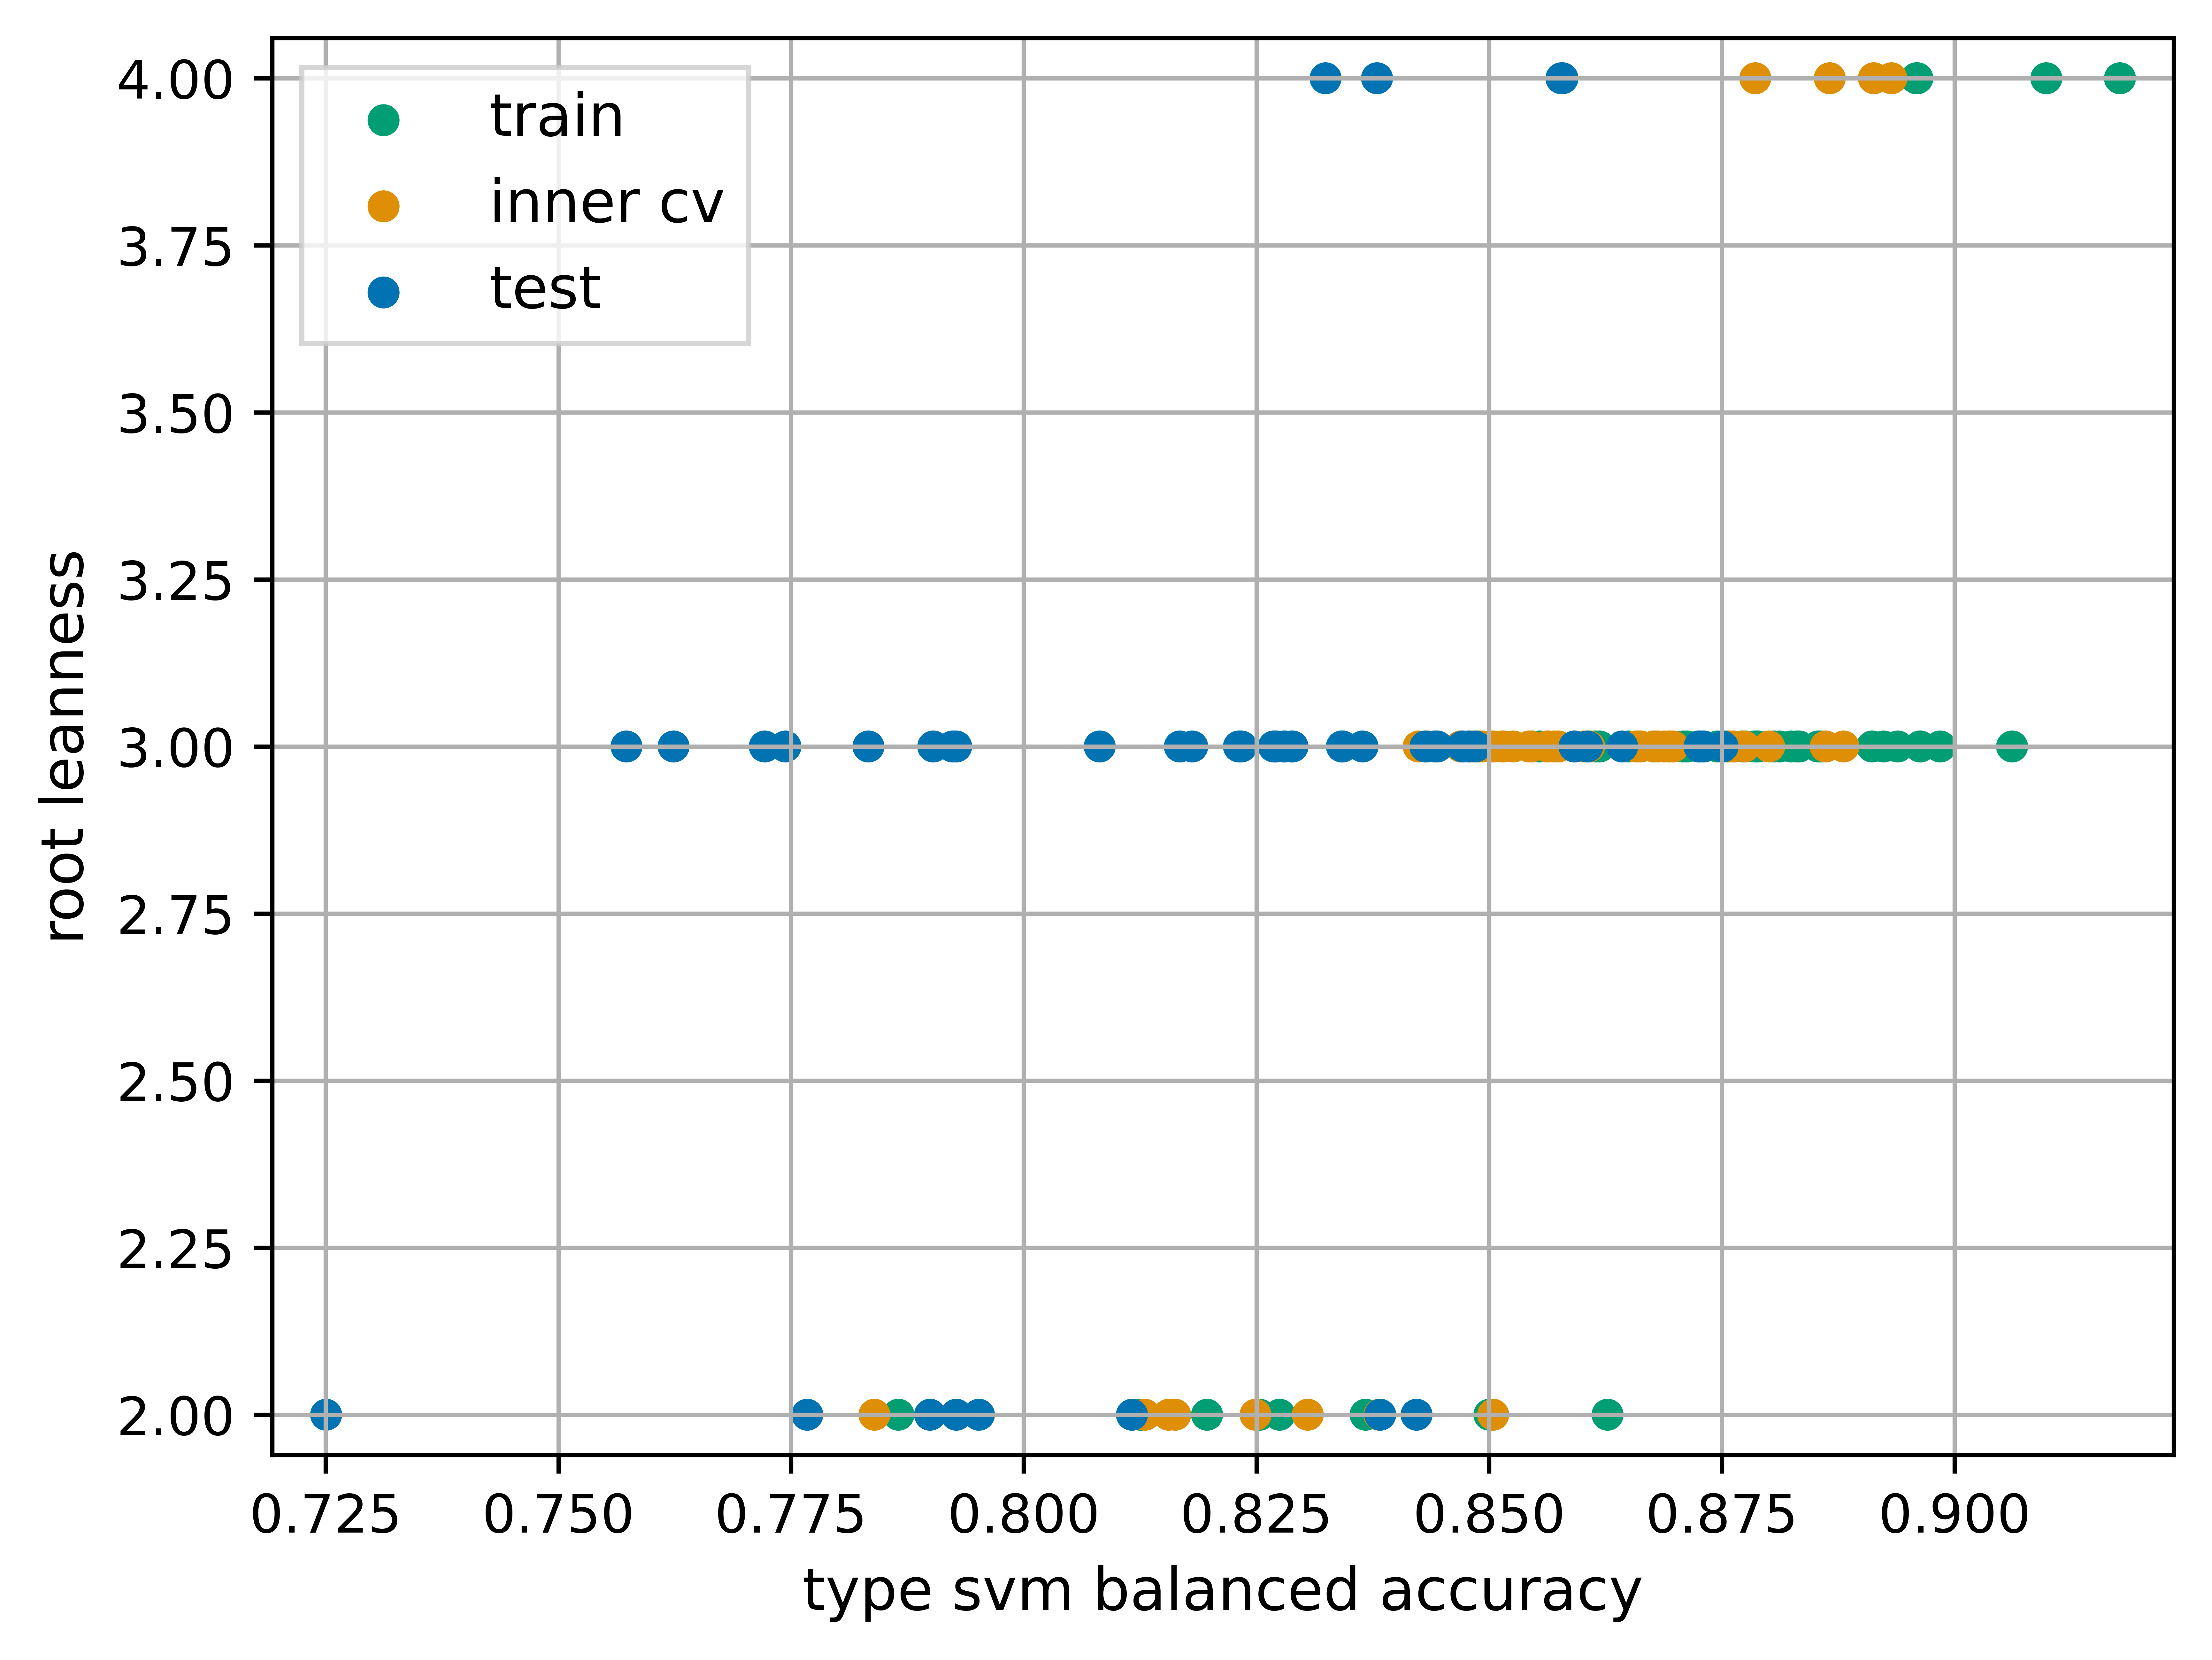 4.00
3.75
3.50
3.25
3.00
2.75
2.50
2.25
2.00
root leanness
train
inner cv
test
0.725 0.750 0.775 0.800 0.825 0.850 0.875 0.900
type svm balanced accuracy